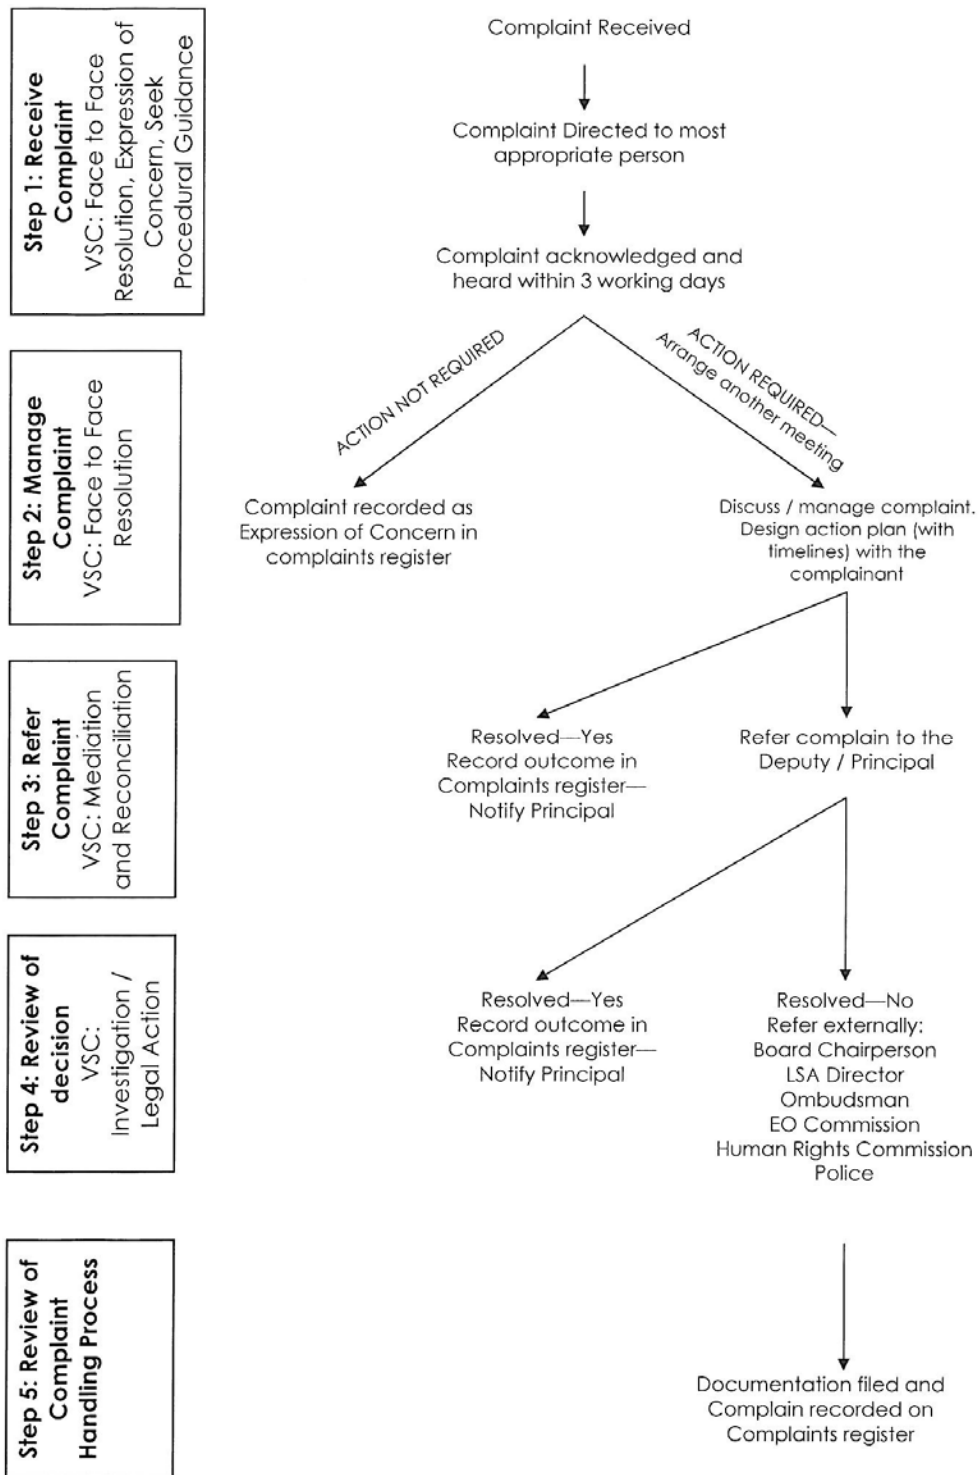 Step 1: Receive
Complaint
VSC: Face to Face
Resolution, Expression of
Concern, Seek
Procedural Guidance
Complaint Received
Complaint Directed to most
appropriate person
Complaint acknowledged and
heard within 3 working days
ACTION NOT REQUIRED
ACTION REQUIRED—
Arrange another meeting
Step 2: Manage
Complaint
VSC: Face to Face
Resolution
Complaint recorded as
Expression of Concern in
complaints register
Discuss / manage complaint.
Design action plan (with
timelines) with the
complainant
Step 3: Refer
Complaint
VSC: Mediation
and Reconciliation
Resolved—Yes
Record outcome in
Complaints register—
Notify Principal
Refer complain to the
Deputy / Principal
Step 4: Review of
decision
VSC:
Investigation /
Legal Action
Resolved—Yes
Record outcome in
Complaints register—
Notify Principal
Resolved—No
Refer externally:
Board Chairperson
LSA Director
Ombudsman
EO Commission
Human Rights Commission
Police
Step 5: Review of
Complaint
Handling Process
Documentation filed and
Complain recorded on
Complaints register